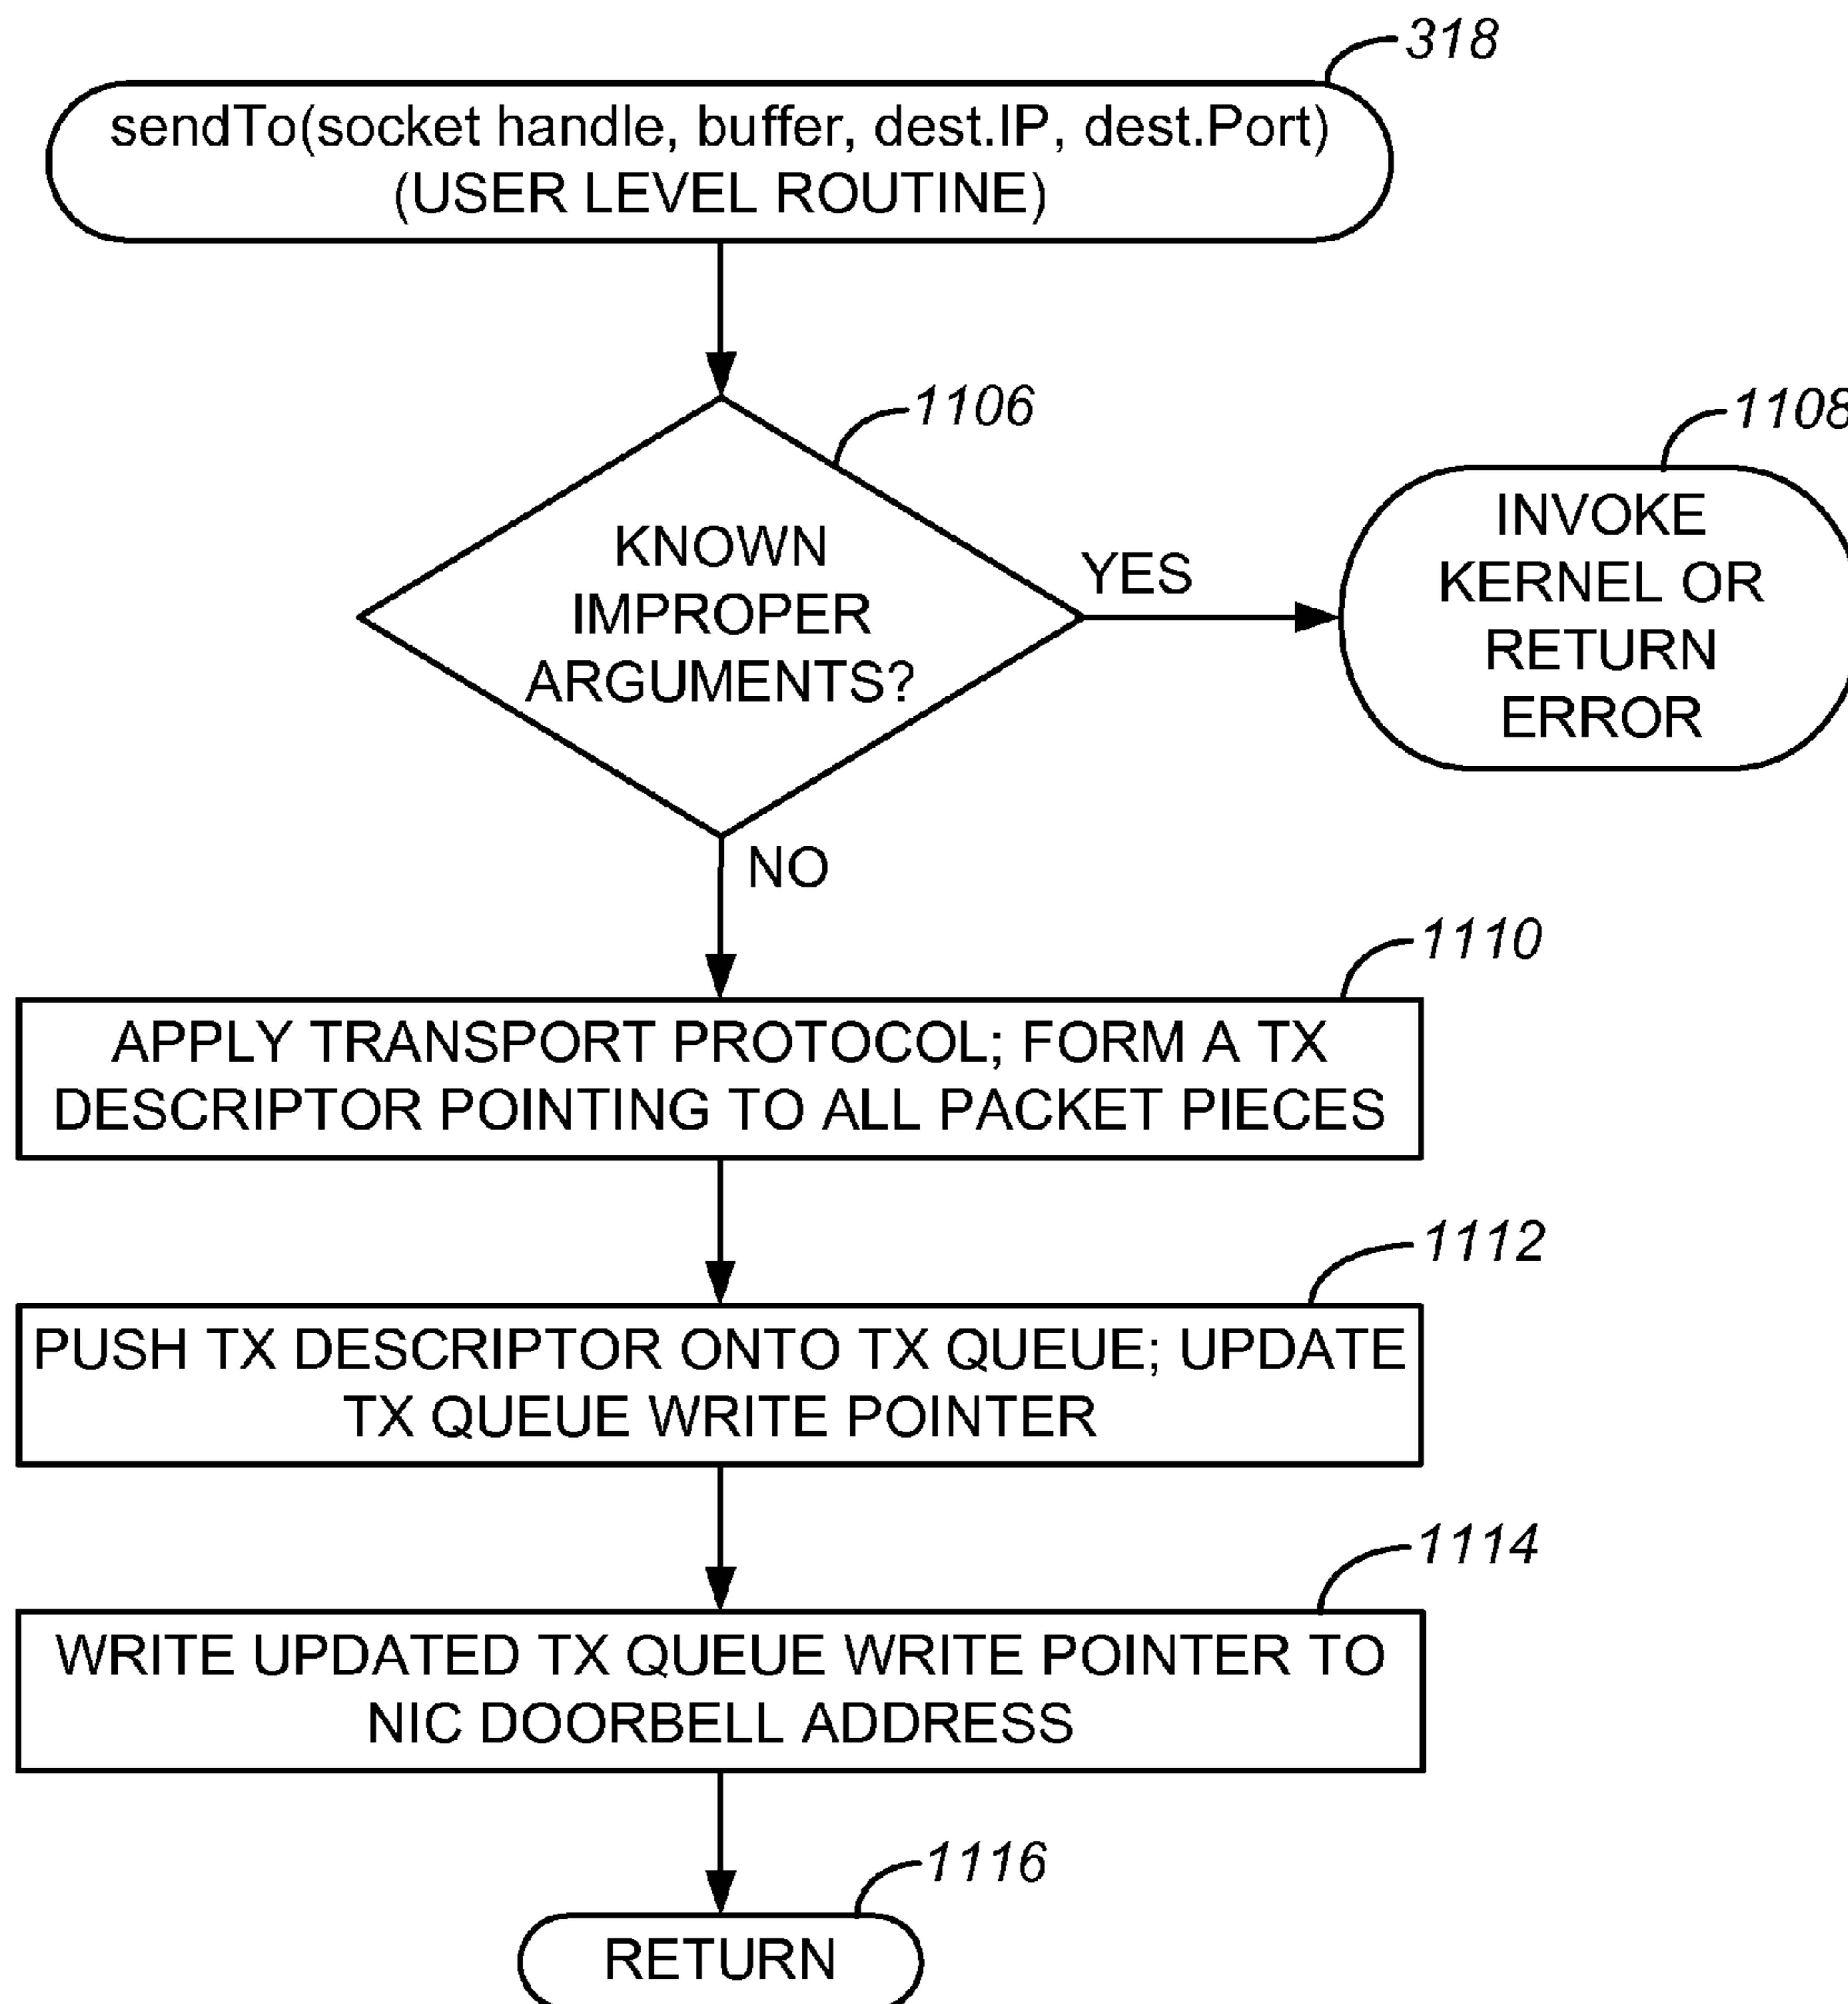 318
sendTo(socket handle, buffer, dest.IP, dest.Port)
(USER LEVEL ROUTINE)
1106
1108
KNOWN
IMPROPER
ARGUMENTS?
YES
INVOKE
KERNEL OR
RETURN
ERROR
NO
1110
APPLY TRANSPORT PROTOCOL; FORM A TX
DESCRIPTOR POINTING TO ALL PACKET PIECES
1112
PUSH TX DESCRIPTOR ONTO TX QUEUE; UPDATE
TX QUEUE WRITE POINTER
1114
WRITE UPDATED TX QUEUE WRITE POINTER TO
NIC DOORBELL ADDRESS
1116
RETURN